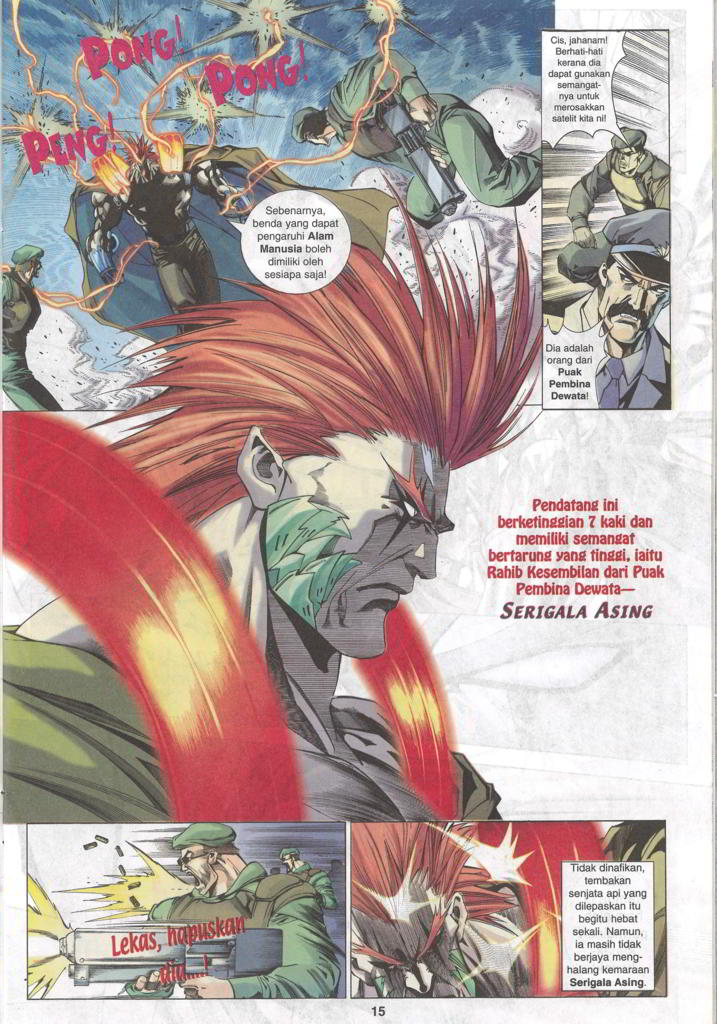 PONG!
PONG!
PENG!
Sebenarnya,
benda yang dapat
pengaruhi Alam
Manusia boleh
dimiliki oleh
sesiapa saja!
Cis, jahanam!
Berhati-hati
kerana dia
dapat gunakan
semangat-
nya untuk
merosakkan
satelit kita ni!
Dia adalah
orang dari
Puak
Pembina
Dewata!
Pendatang ini
berketinggian 7 kaki dan
memiliki semangat
bertarung yang tinggi, iaitu
Rahib Kesembilan dari Puak
Pembina Dewata—
SERIGALA ASING
Lekas, hapuskan
Tidak dinafikan,
tembakan
senjata api yang
dilepaskan itu
begitu hebat
sekali. Namun,
ia masih tidak
berjaya meng-
halang kemaraan
Serigala Asing.
15